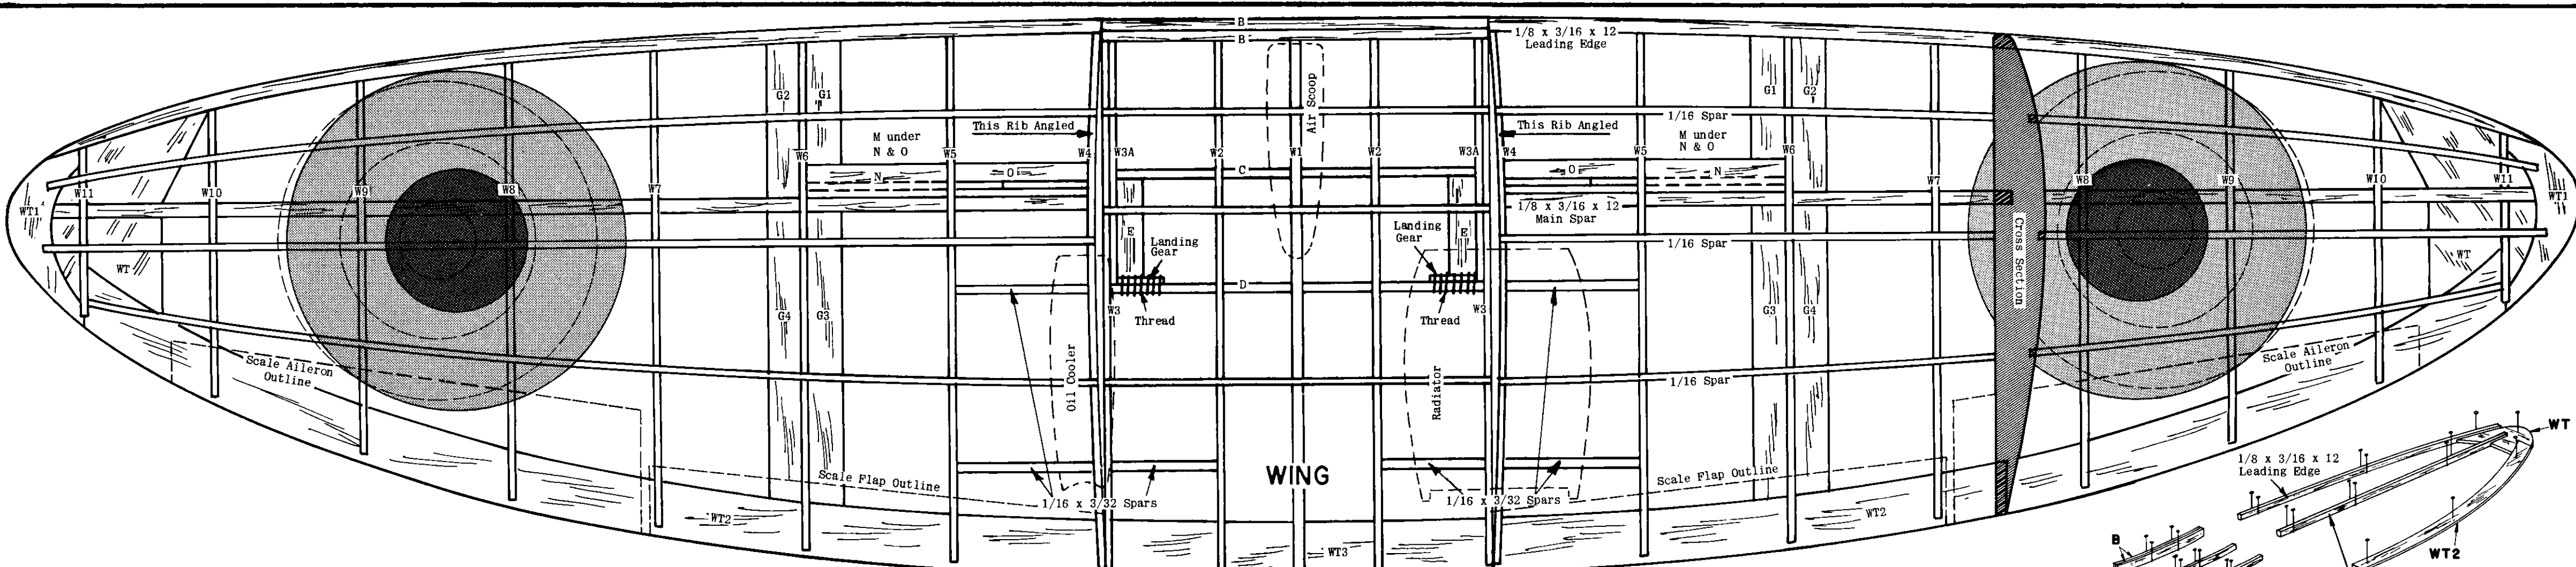 B
B
1/8 x 3/16 x 12
Leading Edge
G2
G1
Air Scoop
G1
G2
This Rib Angled
M under
N & O
1/16 Spar
This Rib Angled
M under
N & O
W11
W10
W9
W8
W7
W6
W5
W4
W3A
W2
W1
W2
W3A
W4
W5
W6
W7
W8
W9
W10
W11
N
O
C
O
N
WT1
WT1
1/8 x 3/16 x 12
Main Spar
E
Landing
Gear
Landing
Gear
E
1/16 Spar
Cross Section
WT
WT
D
G4
G3
W3
Thread
Thread
W3
G3
G4
Scale Aileron
Outline
Oil Cooler
Radiator
1/16 Spar
Scale Aileron
Outline
Scale Flap Outline
WING
Scale Flap Outline
1/16 x 3/32 Spars
1/16 x 3/32 Spars
WT2
WT3
WT2
WT
1/8 x 3/16 x 12
Leading Edge
B
WT2